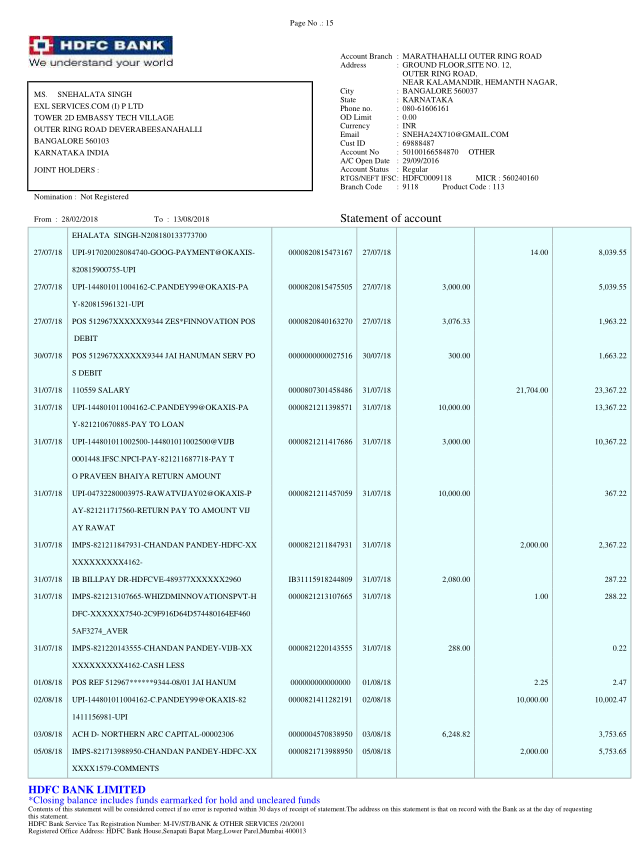 Page No .: 15
HDFC BANK
We understand your world
MS. SNEHALATA SINGH
EXL SERVICES.COM (I) P LTD
TOWER 2D EMBASSY TECH VILLAGE
OUTER RING ROAD DEVERABEESANAHALLI
BANGALORE 560103
KARNATAKA INDIA
JOINT HOLDERS :
Nomination : Not Registered
From : 28/02/2018 To : 13/08/2018
Account Branch : MARATHAHALLI OUTER RING ROAD
Address : GROUND FLOOR,SITE NO. 12,
OUTER RING ROAD,
NEAR KALAMANDIR, HEMANTH NAGAR,
City : BANGALORE 560037
State : KARNATAKA
Phone no. : 080-61606161
OD Limit : 0.00
Currency : INR
Email : SNEHA24X710@GMAIL.COM
Cust ID : 69888487
Account No : 50100166584870 OTHER
A/C Open Date : 29/09/2016
Account Status : Regular
RTGS/NEFT IFSC: HDFC0009118 MICR : 560240160
Branch Code : 9118 Product Code : 113
Statement of account
EHALATA SINGH-N208180133773700
27/07/18 UPI-917020028084740-GOOG-PAYMENT@OKAXIS- 0000820815473167 27/07/18 14.00 8,039.55
820815900755-UPI
27/07/18 UPI-144801011004162-C.PANDEY99@OKAXIS-PA 0000820815475505 27/07/18 3,000.00 5,039.55
Y-820815961321-UPI
27/07/18 POS 512967XXXXXX9344 ZES*FINNOVATION POS 0000820840163270 27/07/18 3,076.33 1,963.22
DEBIT
30/07/18 POS 512967XXXXXX9344 JAI HANUMAN SERV PO 0000000000027516 30/07/18 300.00 1,663.22
S DEBIT
31/07/18 110559 SALARY 0000807301458486 31/07/18 21,704.00 23,367.22
31/07/18 UPI-144801011004162-C.PANDEY99@OKAXIS-PA 0000821211398571 31/07/18 10,000.00 13,367.22
Y-821210670885-PAY TO LOAN
31/07/18 UPI-144801011002500-144801011002500@VIJB 0000821211417686 31/07/18 3,000.00 10,367.22
0001448.IFSC.NPCI-PAY-821211687718-PAY T
O PRAVEEN BHAIYA RETURN AMOUNT
31/07/18 UPI-04732280003975-RAWATVIJAY02@OKAXIS-P 0000821211457059 31/07/18 10,000.00 367.22
AY-821211717560-RETURN PAY TO AMOUNT VIJ
AY RAWAT
31/07/18 IMPS-821211847931-CHANDAN PANDEY-HDFC-XX 0000821211847931 31/07/18 2,000.00 2,367.22
XXXXXXXXX4162-
31/07/18 IB BILLPAY DR-HDFCVE-489377XXXXXX2960 IB31115918244809 31/07/18 2,080.00 287.22
31/07/18 IMPS-821213107665-WHIZDMINNOVATIONSPVT-H 0000821213107665 31/07/18 1.00 288.22
DFC-XXXXXX7540-2C9F916D64D574480164EF460
5AF3274_AVER
31/07/18 IMPS-821220143555-CHANDAN PANDEY-VIJB-XX 0000821220143555 31/07/18 288.00 0.22
XXXXXXXXX4162-CASH LESS
01/08/18 POS REF 512967******9344-08/01 JAI HANUM 0000000000000000 01/08/18 2.25 2.47
02/08/18 UPI-144801011004162-C.PANDEY99@OKAXIS-82 0000821411282191 02/08/18 10,000.00 10,002.47
1411156981-UPI
03/08/18 ACH D- NORTHERN ARC CAPITAL-00002306 0000004570838950 03/08/18 6,248.82 3,753.65
05/08/18 IMPS-821713988950-CHANDAN PANDEY-HDFC-XX 0000821713988950 05/08/18 2,000.00 5,753.65
XXXX1579-COMMENTS
HDFC BANK LIMITED
*Closing balance includes funds earmarked for hold and uncleared funds
Contents of this statement will be considered correct if no error is reported within 30 days of receipt of statement.The address on this statement is that on record with the Bank as at the day of requesting
this statement.
HDFC Bank Service Tax Registration Number: M-IV/ST/BANK & OTHER SERVICES /20/2001
Registered Office Address: HDFC Bank House,Senapati Bapat Marg,Lower Parel,Mumbai 400013